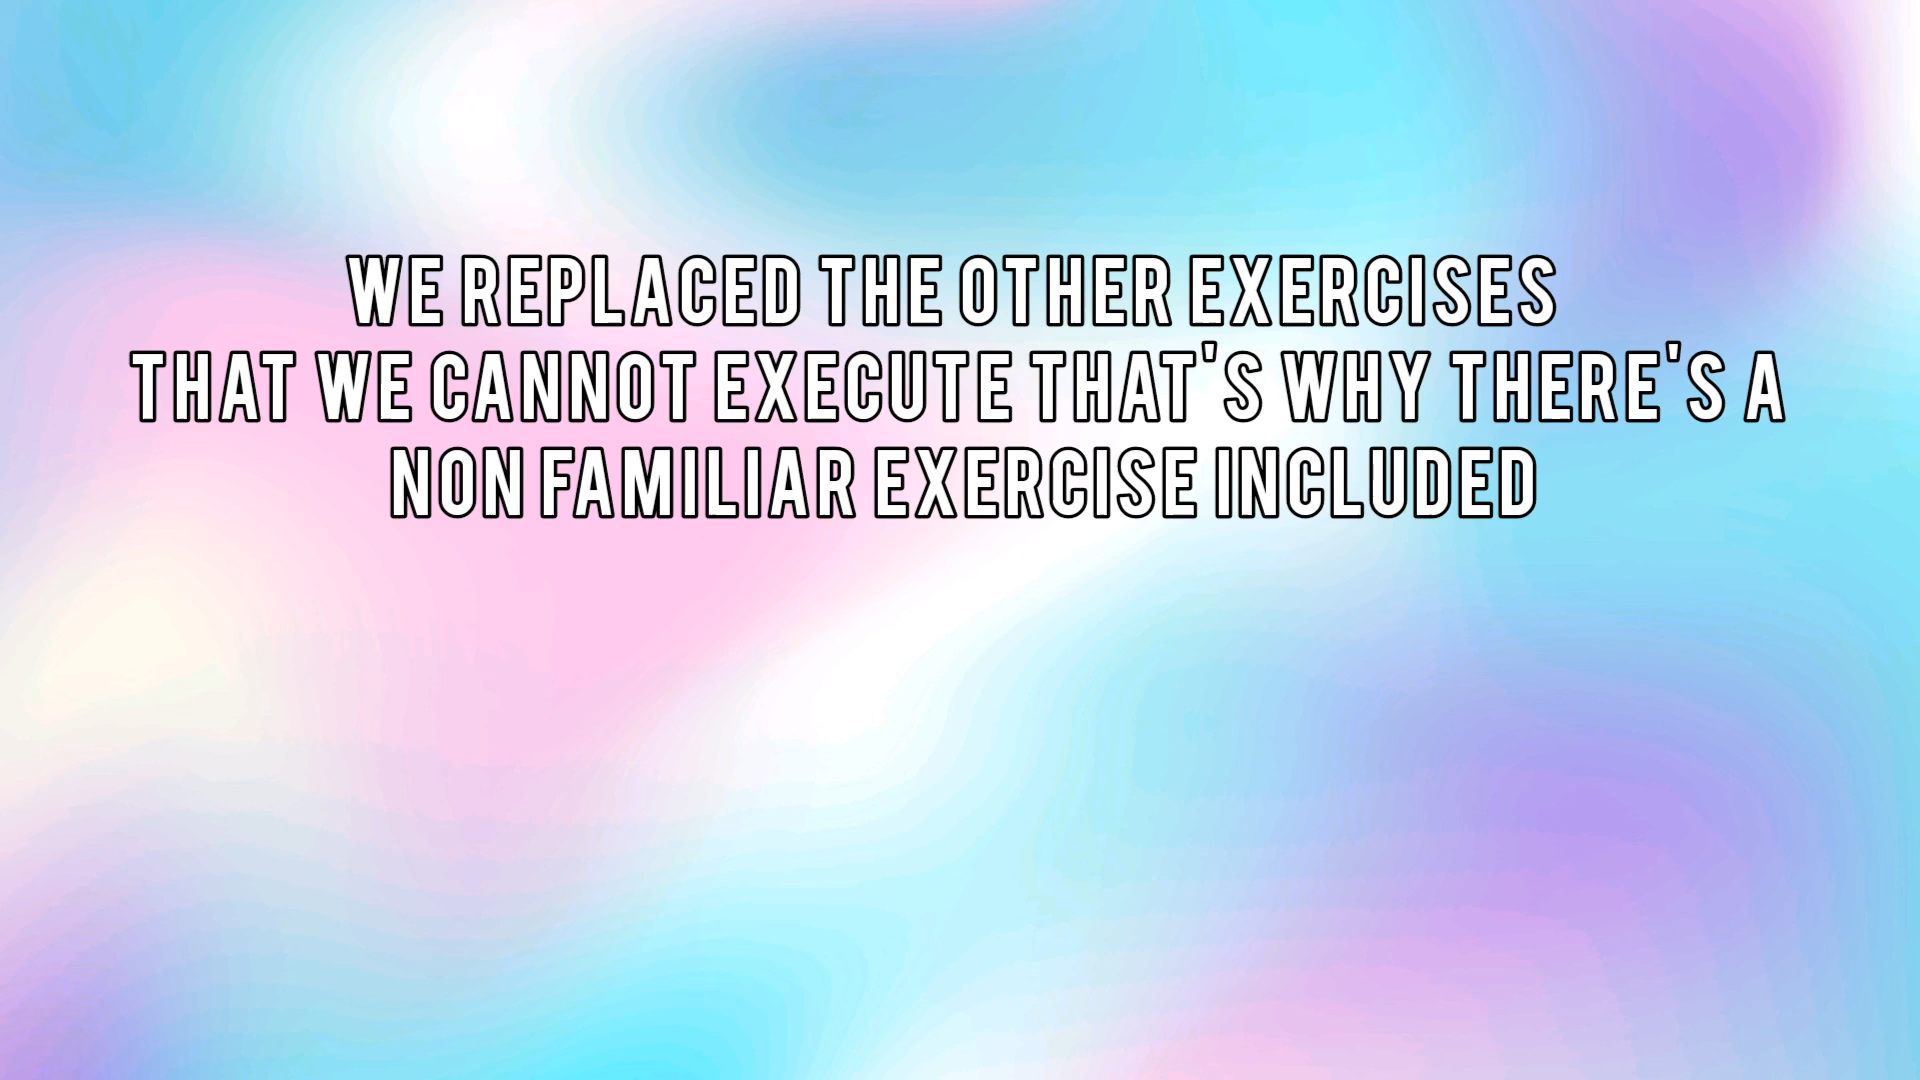 WE REPLACED THE OTHER EXERCISES
THAT WE CANNOT EXECUTE THAT'S WHY THERE'S A
NON FAMILIAR EXERCISE INCLUDED